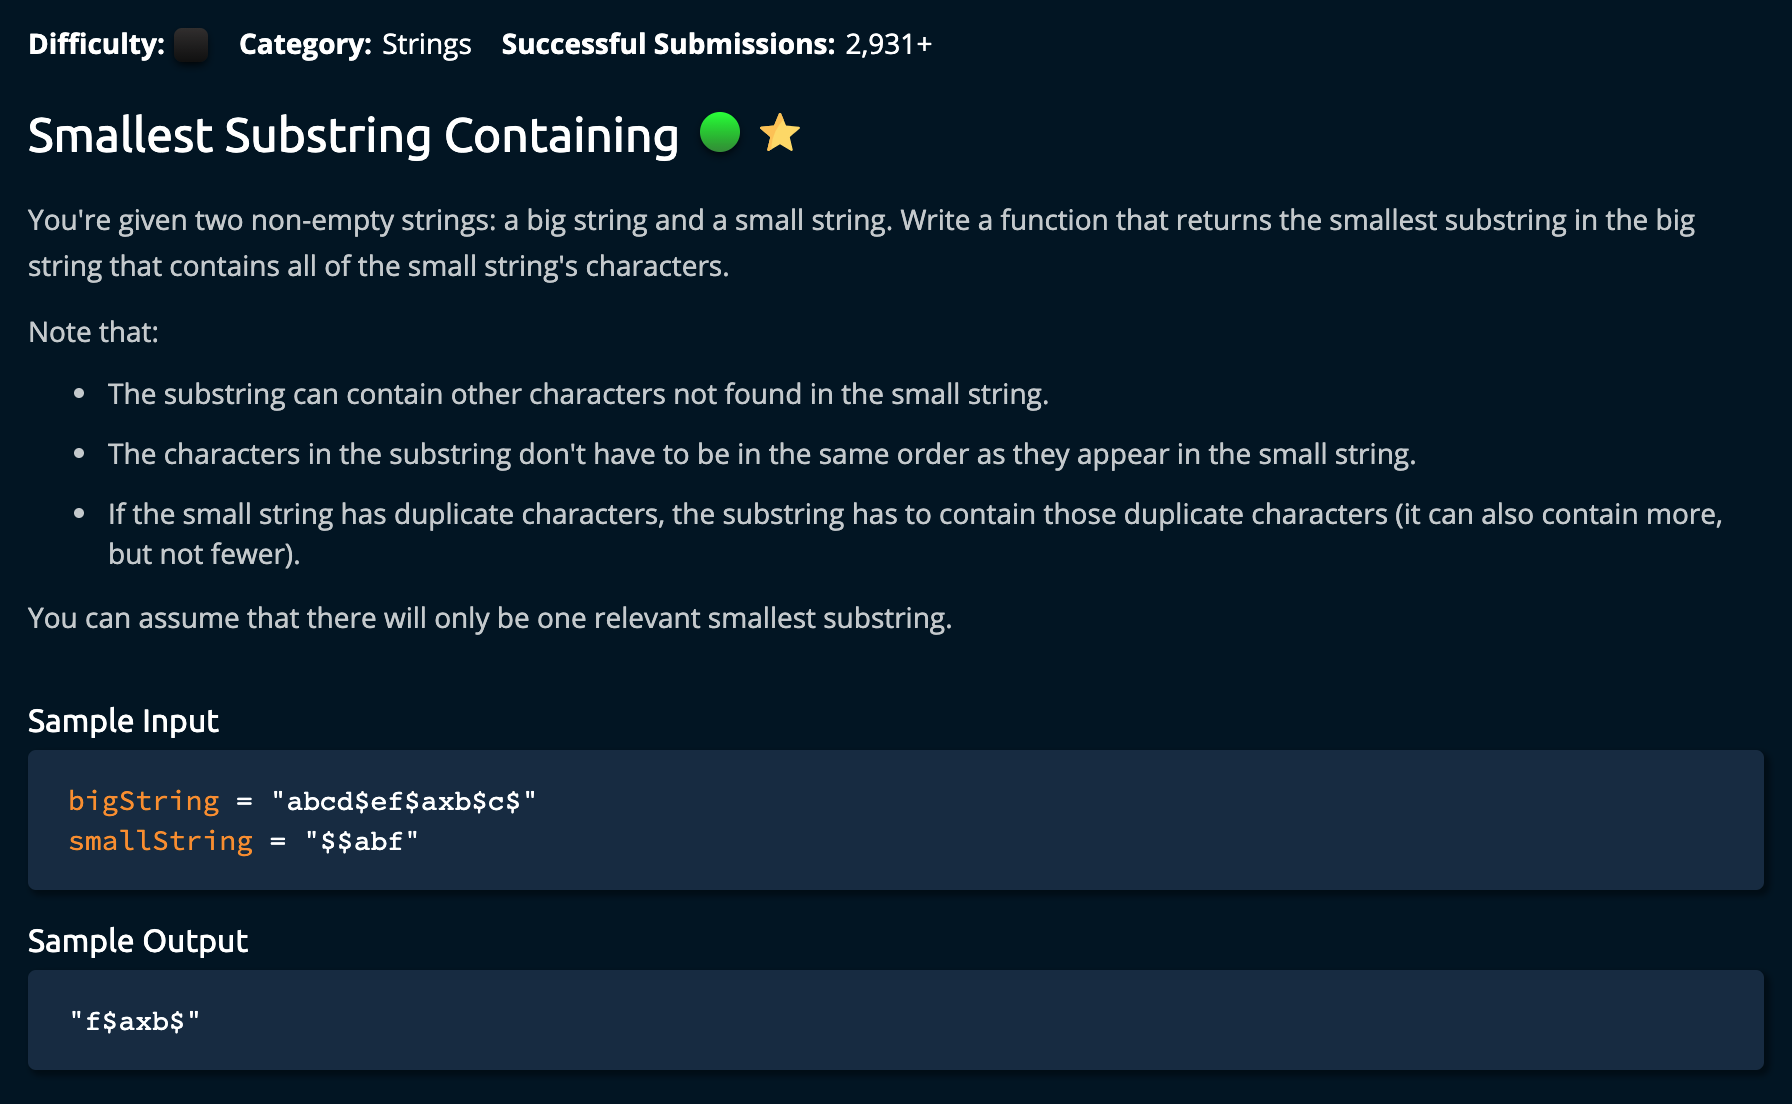 Difficulty: Category: Strings Successful Submissions: 2,931+
Smallest Substring Containing
You're given two non-empty strings: a big string and a small string. Write a function that returns the smallest substring in the big
string that contains all of the small string's characters.
Note that:
• The substring can contain other characters not found in the small string.
• The characters in the substring don't have to be in the same order as they appear in the small string.
• If the small string has duplicate characters, the substring has to contain those duplicate characters (it can also contain more,
but not fewer).
You can assume that there will only be one relevant smallest substring.
Sample Input
bigString = "abcd$ef$axb$c$"
smallString = "$$abf"
Sample Output
"f$axb$"